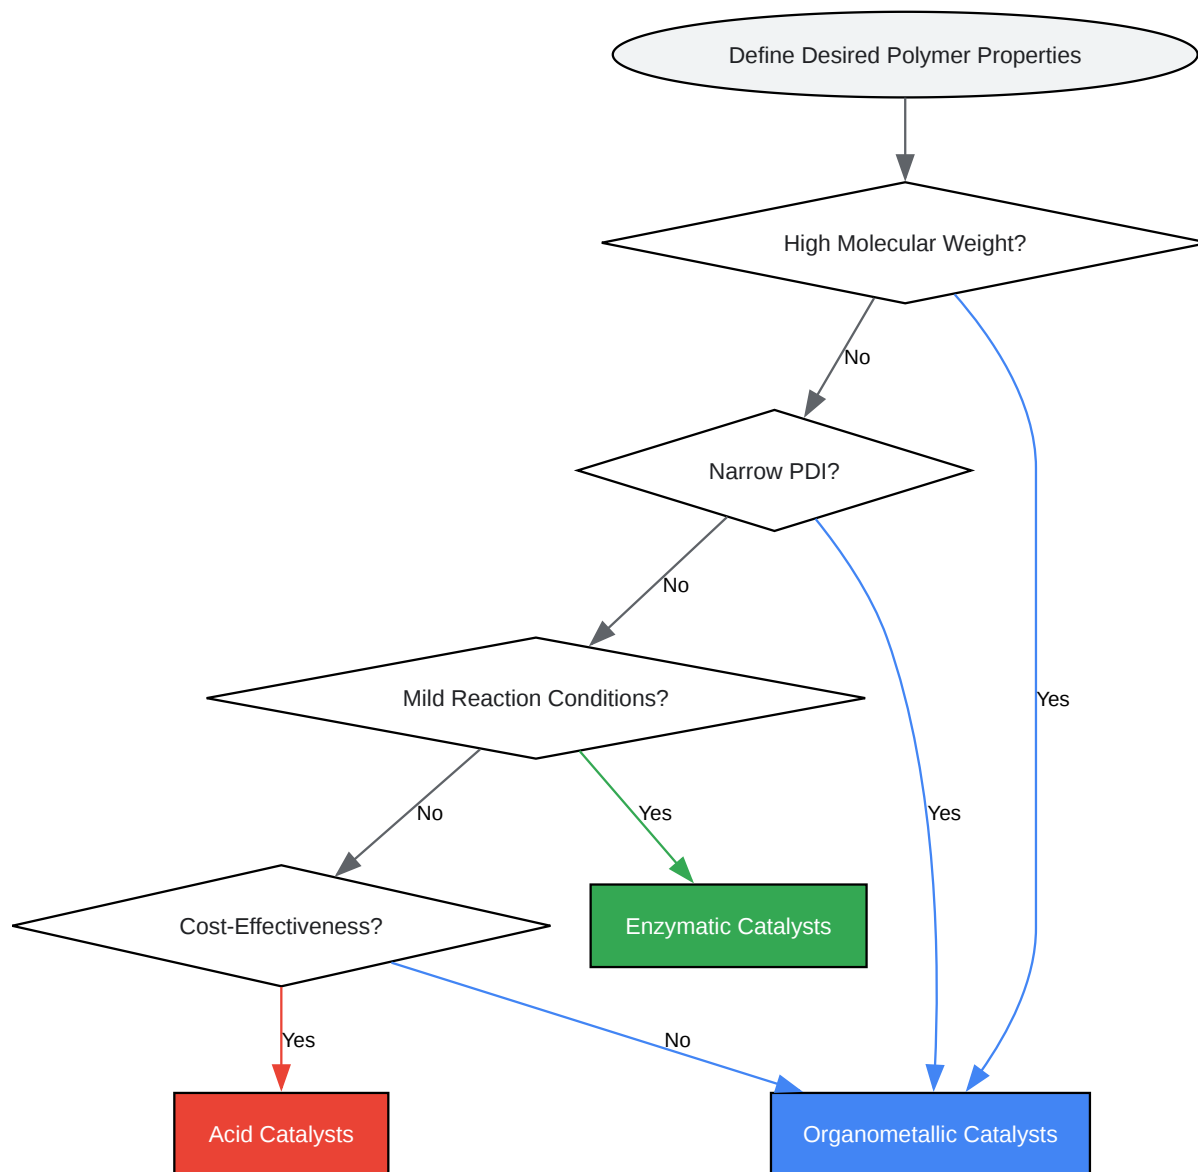 Define Desired Polymer Properties
High Molecular Weight?
No
Narrow PDI?
No
Mild Reaction Conditions?
Yes
No
Yes
Yes
Cost-Effectiveness?
Enzymatic Catalysts
Yes
No
Acid Catalysts
Organometallic Catalysts